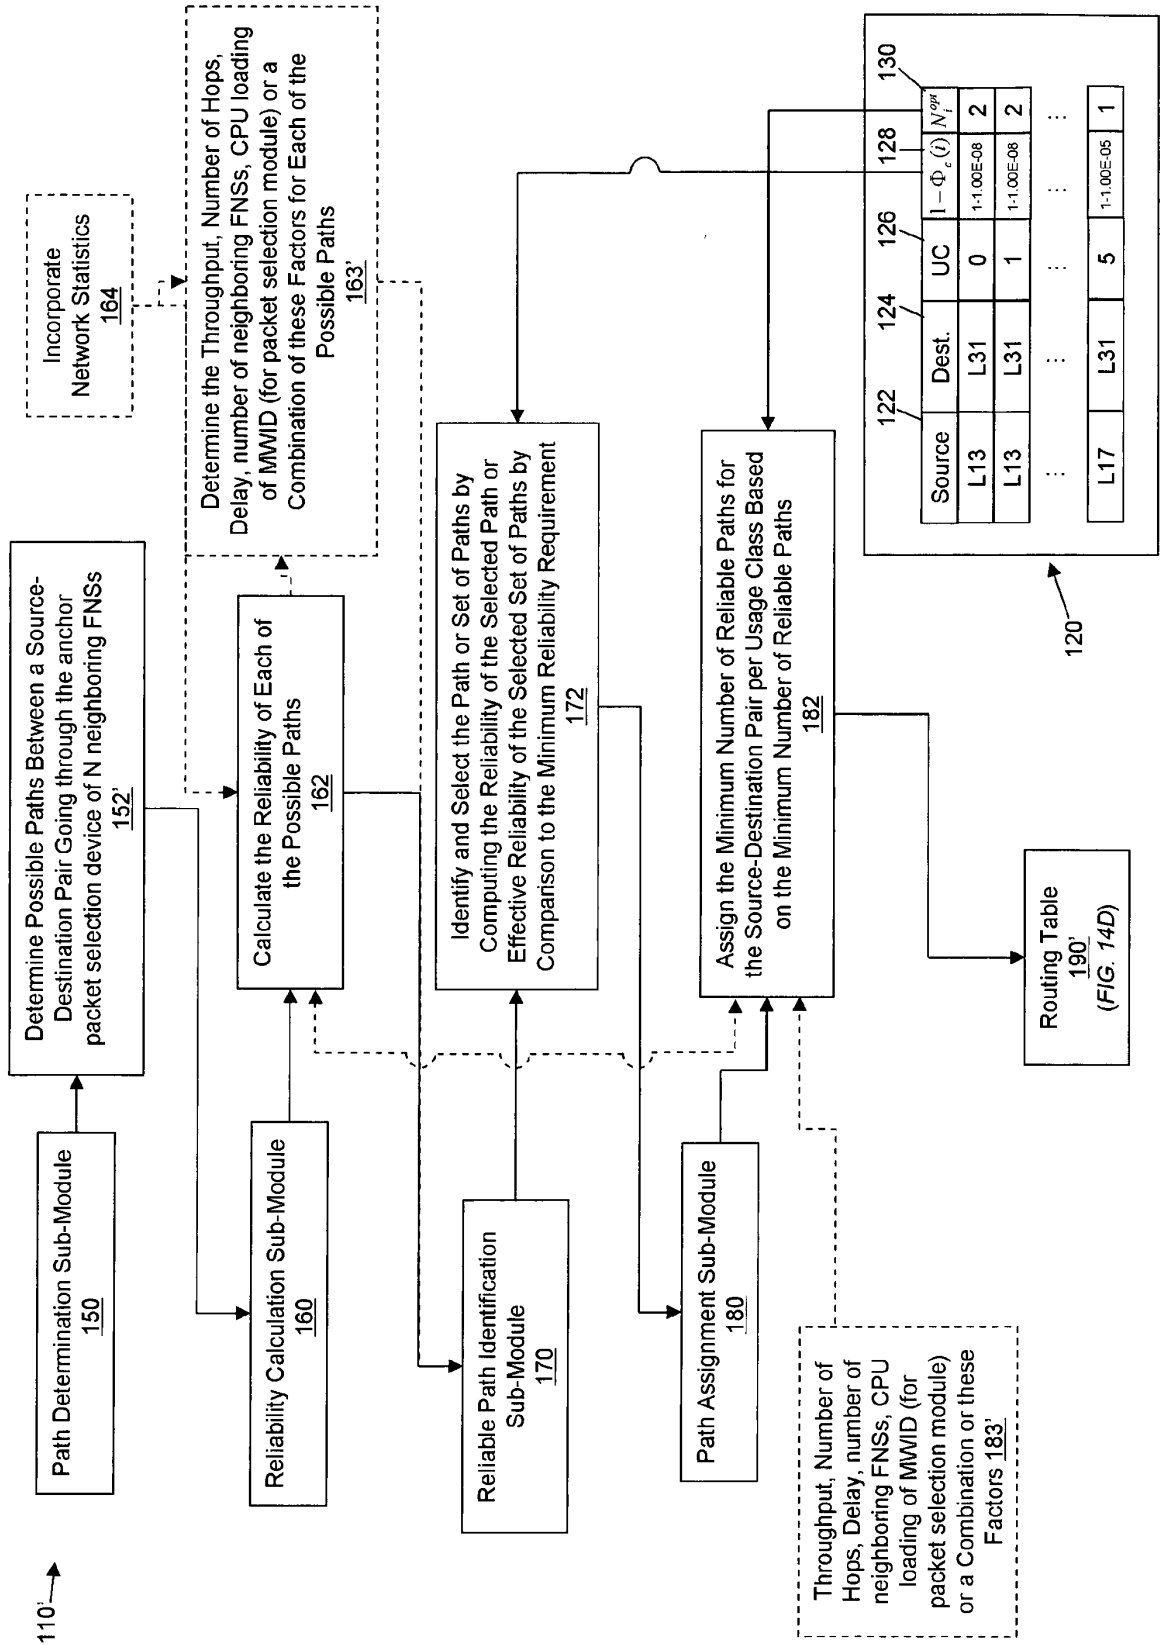 110'
Path Determination Sub-Module
150
Determine Possible Paths Between a Source-
Destination Pair Going through the anchor
packet selection device of N neighboring FNSs
152'
Incorporate
Network Statistics
164
Reliability Calculation Sub-Module
160
Calculate the Reliability of Each of
the Possible Paths
162
Determine the Throughput, Number of Hops,
Delay, number of neighboring FNSs, CPU loading
of MWID (for packet selection module) or a
Combination of these Factors for Each of the
Possible Paths
163'
Reliable Path Identification
Sub-Module
170
Identify and Select the Path or Set of Paths by
Computing the Reliability of the Selected Path or
Effective Reliability of the Selected Set of Paths by
Comparison to the Minimum Reliability Requirement
172
Path Assignment Sub-Module
180
Assign the Minimum Number of Reliable Paths for
the Source-Destination Pair per Usage Class Based
on the Minimum Number of Reliable Paths
182
Throughput, Number of
Hops, Delay, number of
neighboring FNSs, CPU
loading of MWID (for
packet selection module)
or a Combination or these
Factors 183'
Routing Table
190'
(FIG. 14D)
120
122 124 126 128 130
Source Dest. UC 1−Φc(i) Ni^opt
L13 L31 0 1-1.00E-08 2
L13 L31 1 1-1.00E-08 2
⋮ ⋮ ⋮ ⋮ ⋮
L17 L31 5 1-1.00E-05 1